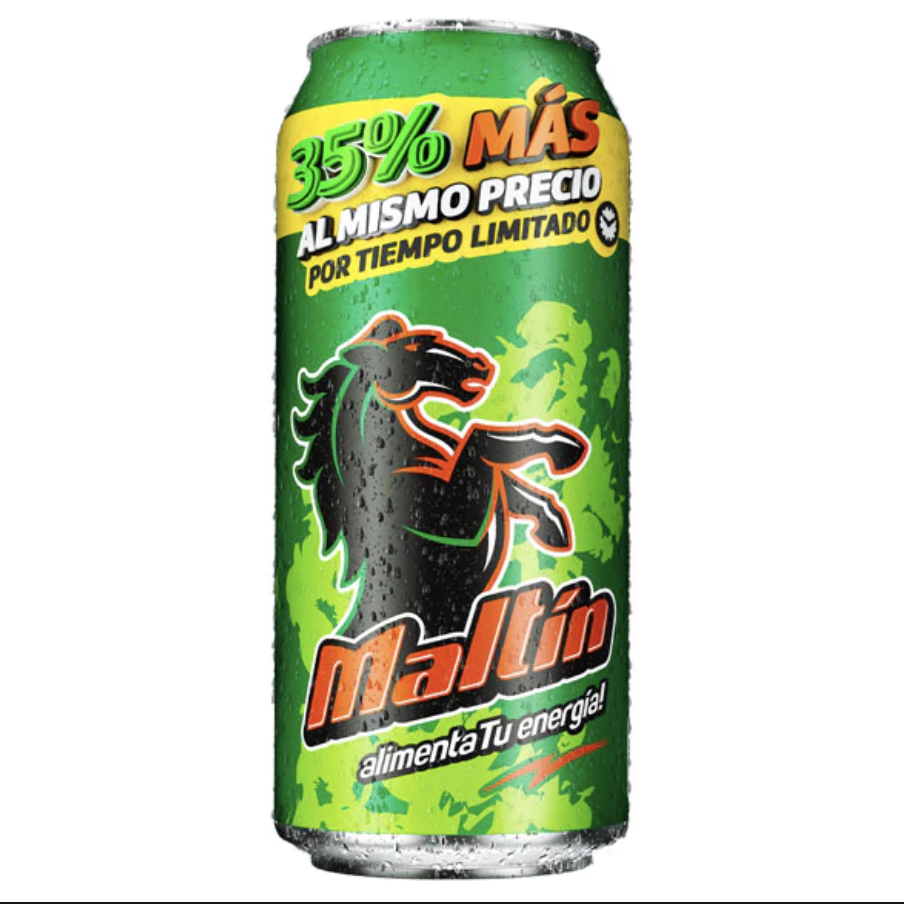 35% MÁS
AL MISMO PRECIO
POR TIEMPO LIMITADO
Maltín
alimenta Tu energía!